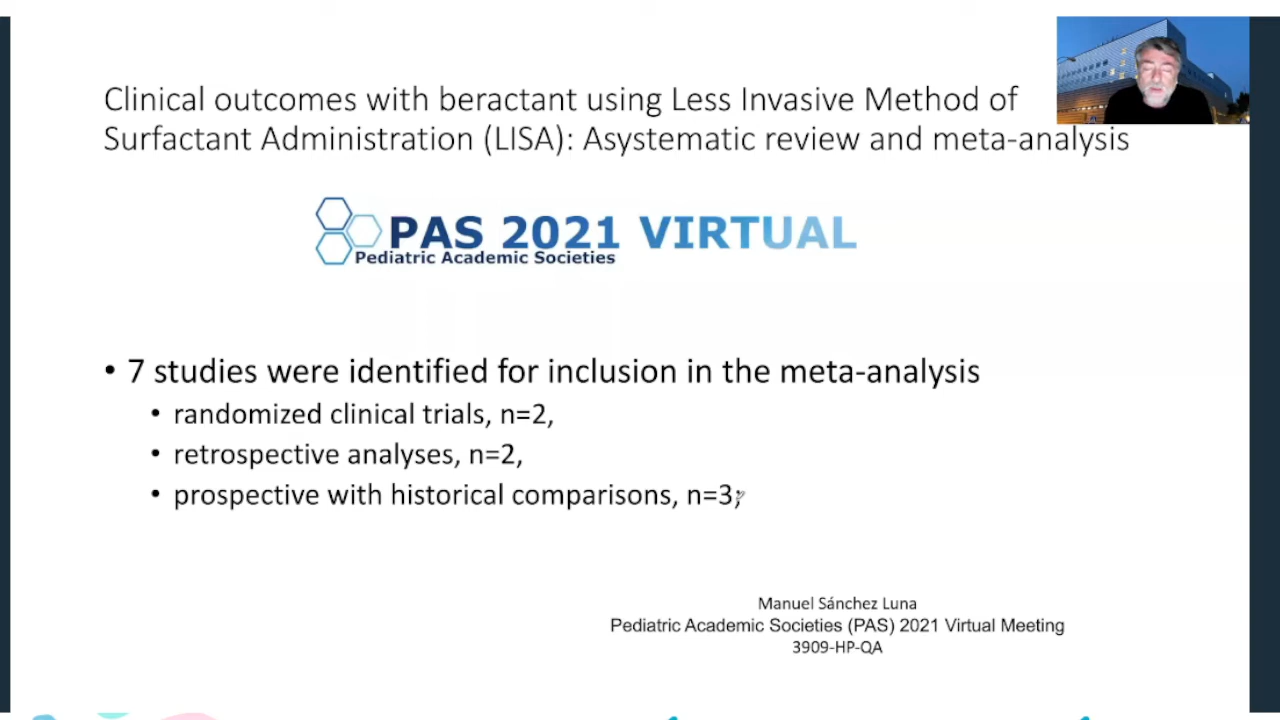 Clinical outcomes with beractant using Less Invasive Method of
Surfactant Administration (LISA): Asystematic review and meta-analysis
PAS 2021 VIRTUAL
Pediatric Academic Societies
• 7 studies were identified for inclusion in the meta-analysis
• randomized clinical trials, n=2,
• retrospective analyses, n=2,
• prospective with historical comparisons, n=3;
Manuel Sánchez Luna
Pediatric Academic Societies (PAS) 2021 Virtual Meeting
3909-HP-QA